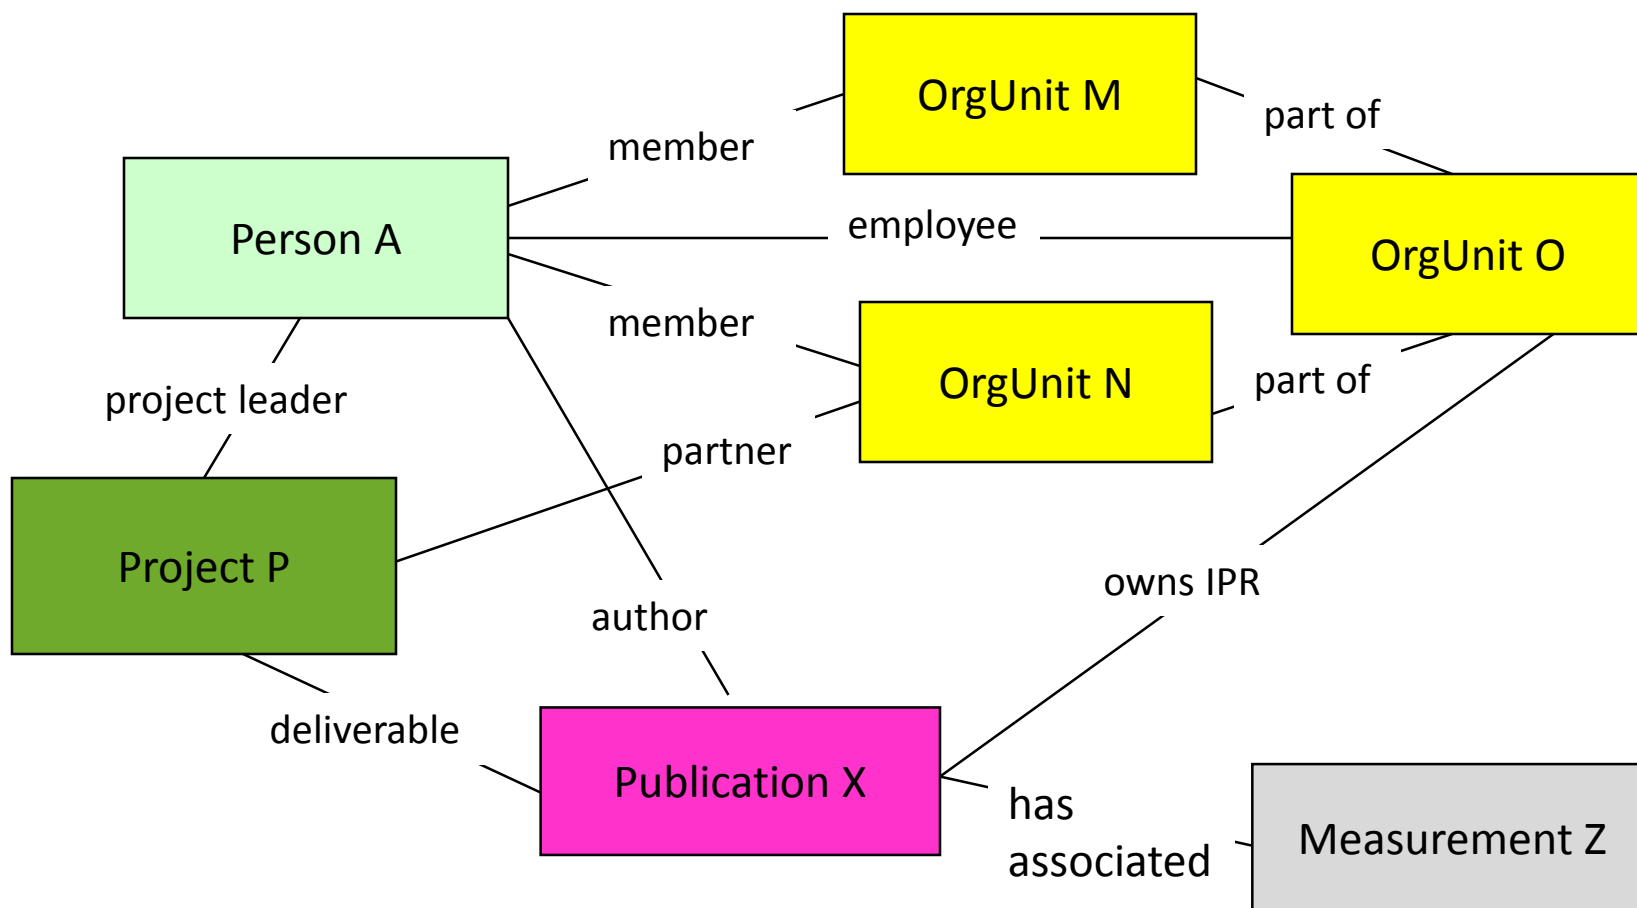 OrgUnit M
part of
member
Person A
employee
OrgUnit O
member
OrgUnit N
part of
project leader
partner
Project P
owns IPR
author
deliverable
Publication X
has
associated
Measurement Z